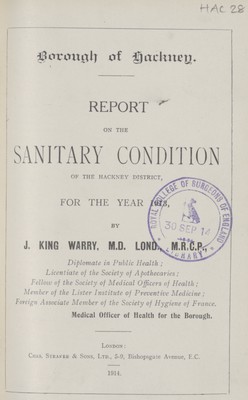 HAC 28
Borough of Hackney.
REPORT
ON THE
SANITARY CONDITION
OF THE HACKNEY DISTRICT,
FOR THE YEAR 1913,
BY
J. KING WARRY, M.D. LOND., M.R.C.P.,
Diplomate in Public Health;
Licentiate of the Society of Apothecaries;
Fellow of the Society of Medical Officers of Health;
Member of the Lister Institute of Preventive Medicine;
Foreign Associate Member of the Society of Hygiene of France.
Medical Officer of Health for the Borough.
ROYAL COLLEGE OF SURGEONS OF ENGLAND
30 SEP 14
LIBRARY
LONDON:
& SONS, LTD., 5-9, Bishopsgate Avenue, E.C.
1914.